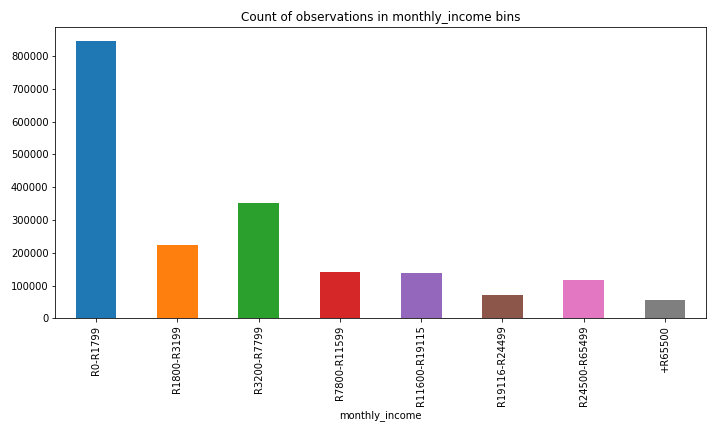 Count of observations in monthly_income bins
800000
700000
600000
500000
400000
300000
200000
100000
0
R0-R1799
R1800-R3199
R3200-R7799
R7800-R11599
R11600-R19115
R19116-R24499
R24500-R65499
+R65500
monthly_income